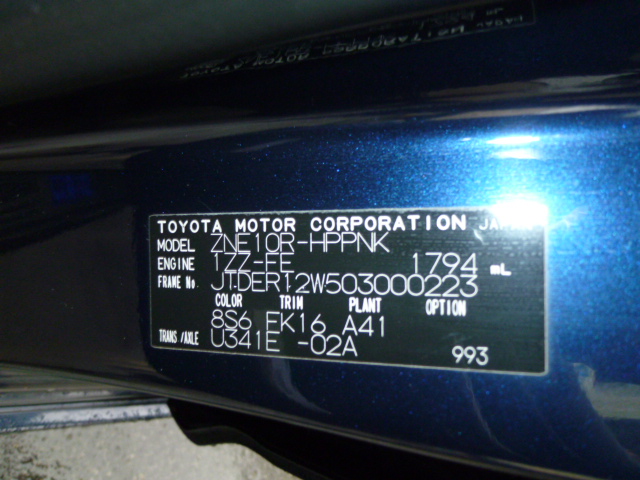 TOYOTA MOTOR CORPORATION JAPAN
MODEL ZNE10R-HPPNK
ENGINE 1ZZ-FE 1794 mL
FRAME No. JTDER12W503000223
COLOR TRIM PLANT OPTION
8S6 FK16 A41
TRANS/AXLE U341E -02A
993